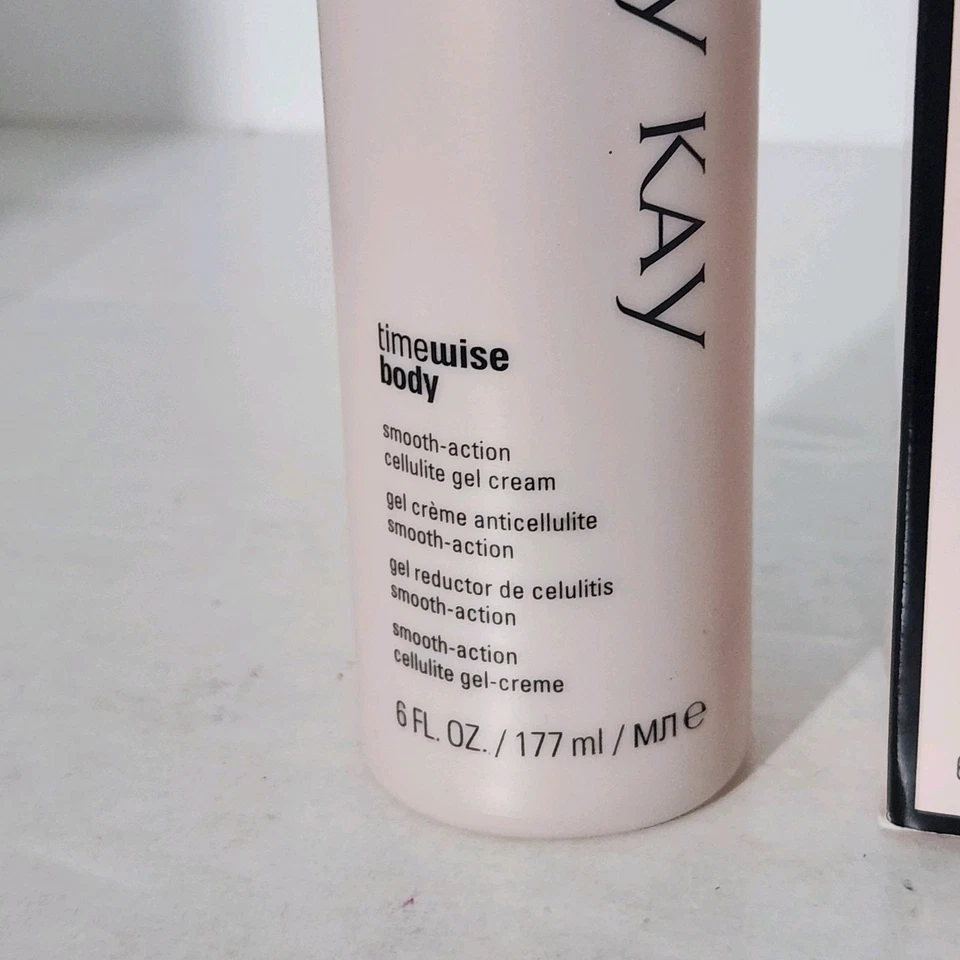 Y KAY
timewise
body
smooth-action
cellulite gel cream
gel crème anticellulite
smooth-action
gel reductor de celulitis
smooth-action
smooth-action
cellulite gel-creme
6 FL. OZ. / 177 ml / МЛ ℮